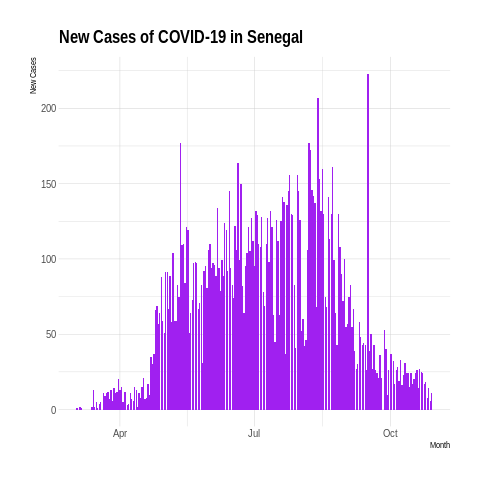 New Cases of COVID-19 in Senegal
New Cases
200
150
100
50
0
Apr
Jul
Oct
Month